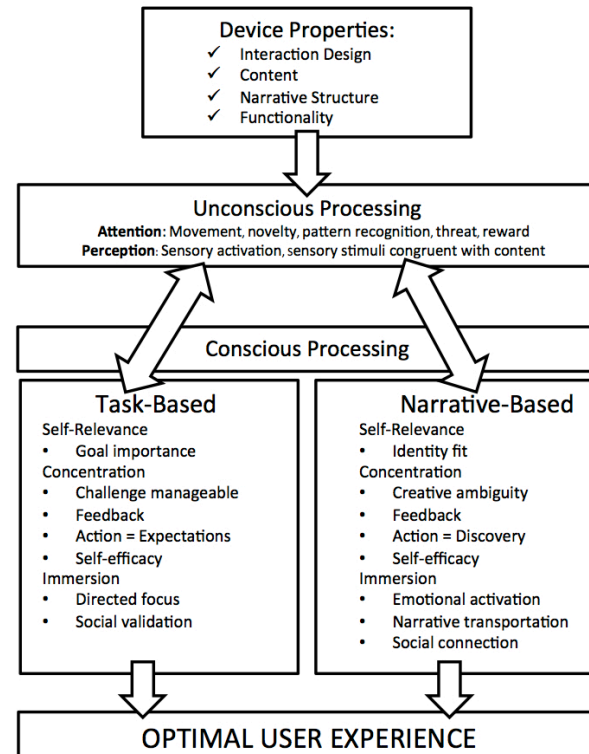 Device Properties:
✓ Interaction Design
✓ Content
✓ Narrative Structure
✓ Functionality
Unconscious Processing
Attention: Movement, novelty, pattern recognition, threat, reward
Perception: Sensory activation, sensory stimuli congruent with content
Conscious Processing
Task-Based
Self-Relevance
• Goal importance
Concentration
• Challenge manageable
• Feedback
• Action = Expectations
• Self-efficacy
Immersion
• Directed focus
• Social validation
Narrative-Based
Self-Relevance
• Identity fit
Concentration
• Creative ambiguity
• Feedback
• Action = Discovery
• Self-efficacy
Immersion
• Emotional activation
• Narrative transportation
• Social connection
OPTIMAL USER EXPERIENCE